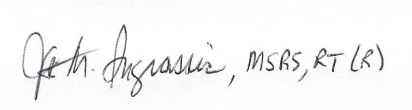 Ingrassia, MSRS, RT (R)